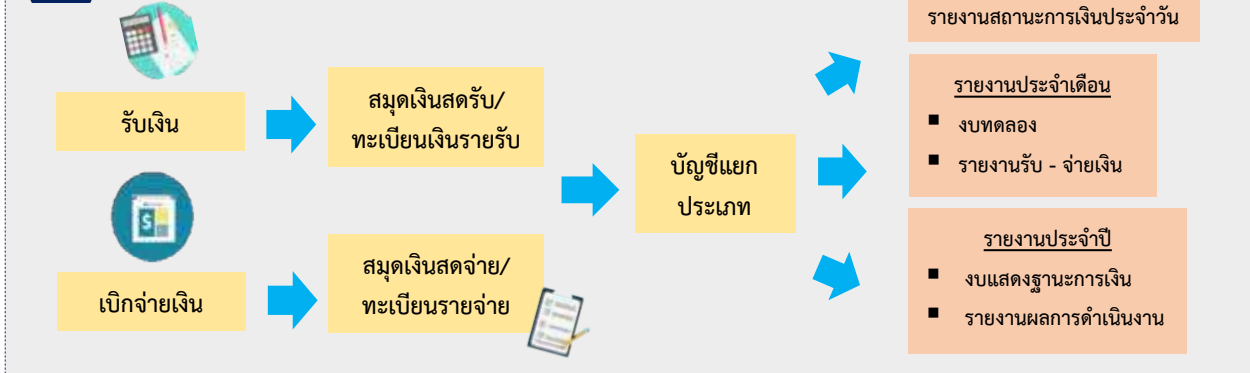 รายงานสถานะการเงินประจำวัน
รับเงิน
สมุดเงินสดรับ/
ทะเบียนเงินรายรับ
เบิกจ่ายเงิน
สมุดเงินสดจ่าย/
ทะเบียนรายจ่าย
บัญชีแยก
ประเภท
รายงานประจำเดือน
▪ งบทดลอง
▪ รายงานรับ - จ่ายเงิน
รายงานประจำปี
▪ งบแสดงฐานะการเงิน
▪ รายงานผลการดำเนินงาน